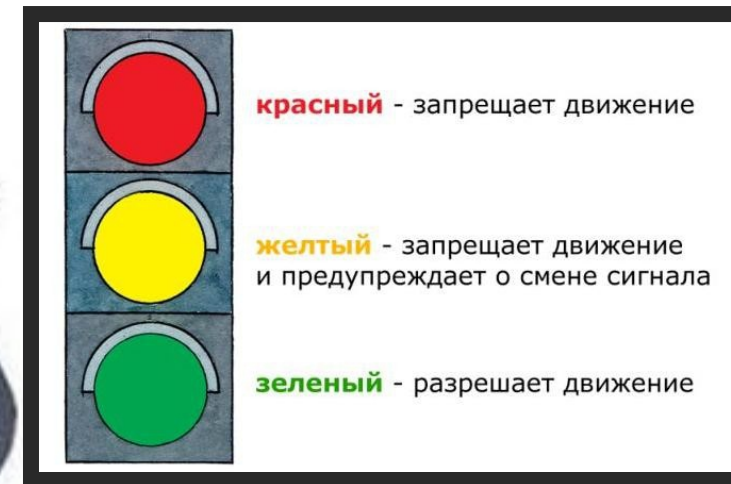 красный - запрещает движение
желтый - запрещает движение
и предупреждает о смене сигнала
зеленый - разрешает движение